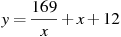 y = 169/x + x + 12